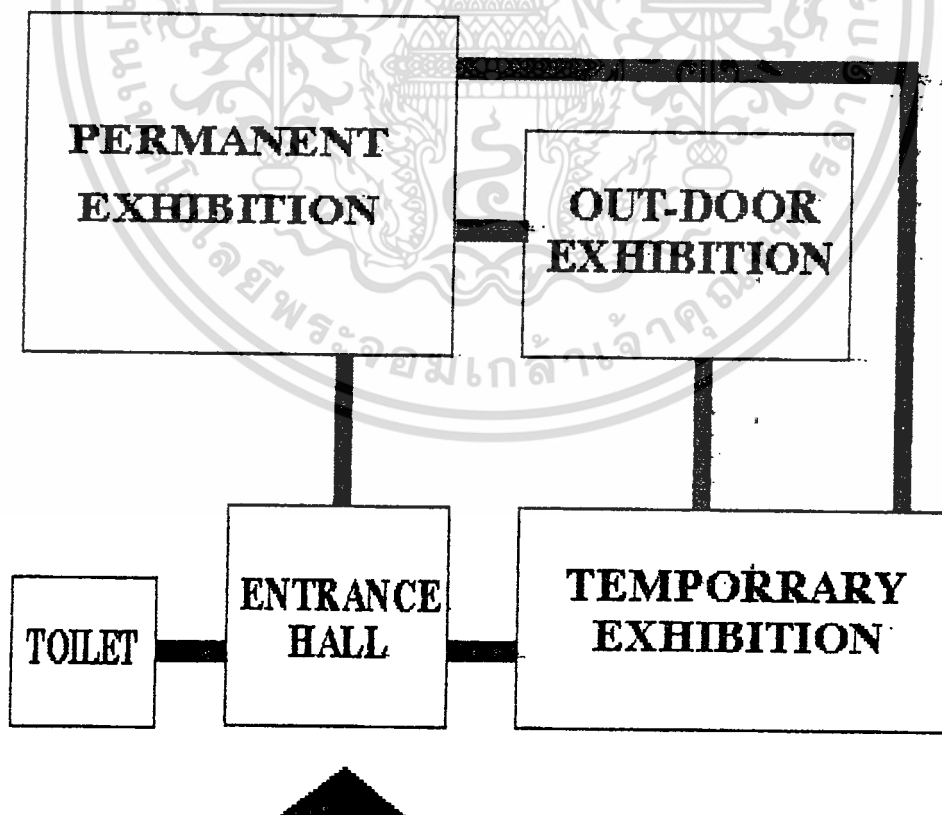 PERMANENT
EXHIBITION
OUT-DOOR
EXHIBITION
TOILET
ENTRANCE
HALL
TEMPORRARY
EXHIBITION